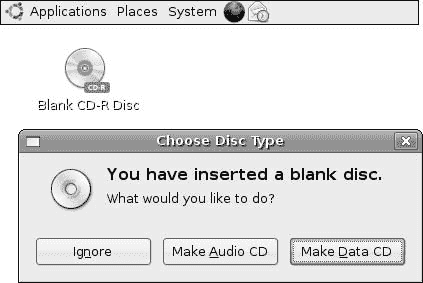 Applications Places System
CD-R
Blank CD-R Disc
Choose Disc Type
You have inserted a blank disc.
What would you like to do?
Ignore Make Audio CD Make Data CD